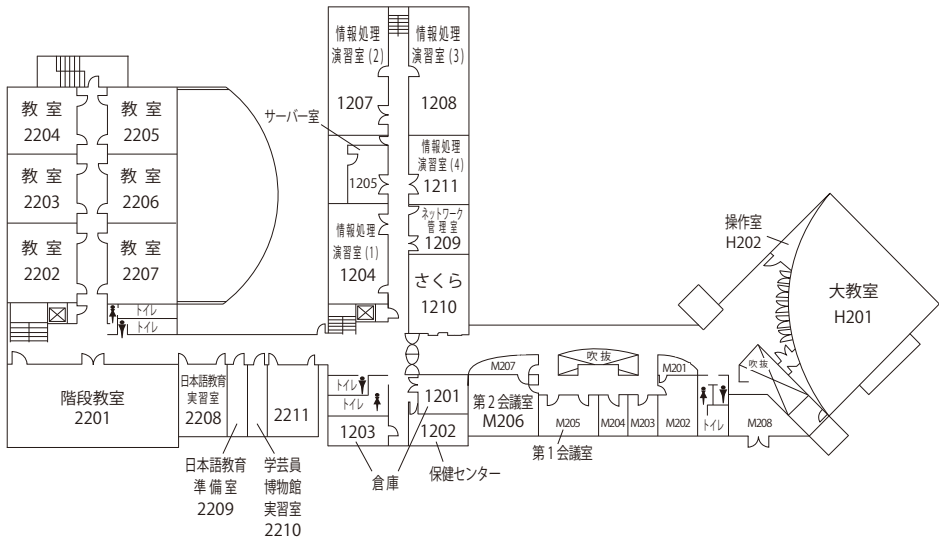 情報処理
演習室(2)
1207
情報処理
演習室(3)
1208
サーバー室
1205
情報処理
演習室(4)
1211
ネットワーク
管理室
1209
情報処理
演習室(1)
1204
さくら
1210
教 室
2204
教 室
2205
教 室
2203
教 室
2206
教 室
2202
教 室
2207
トイレ
トイレ
操作室
H202
大教室
H201
吹抜
吹抜
階段教室
2201
日本語教育
実習室
2208
2211
日本語教育
準備室
2209
学芸員
博物館
実習室
2210
トイレ
トイレ
1203
1201
1202
倉庫
保健センター
M207
第2会議室
M206
M205
第1会議室
M204
M203
M202
M201
トイレ
M208